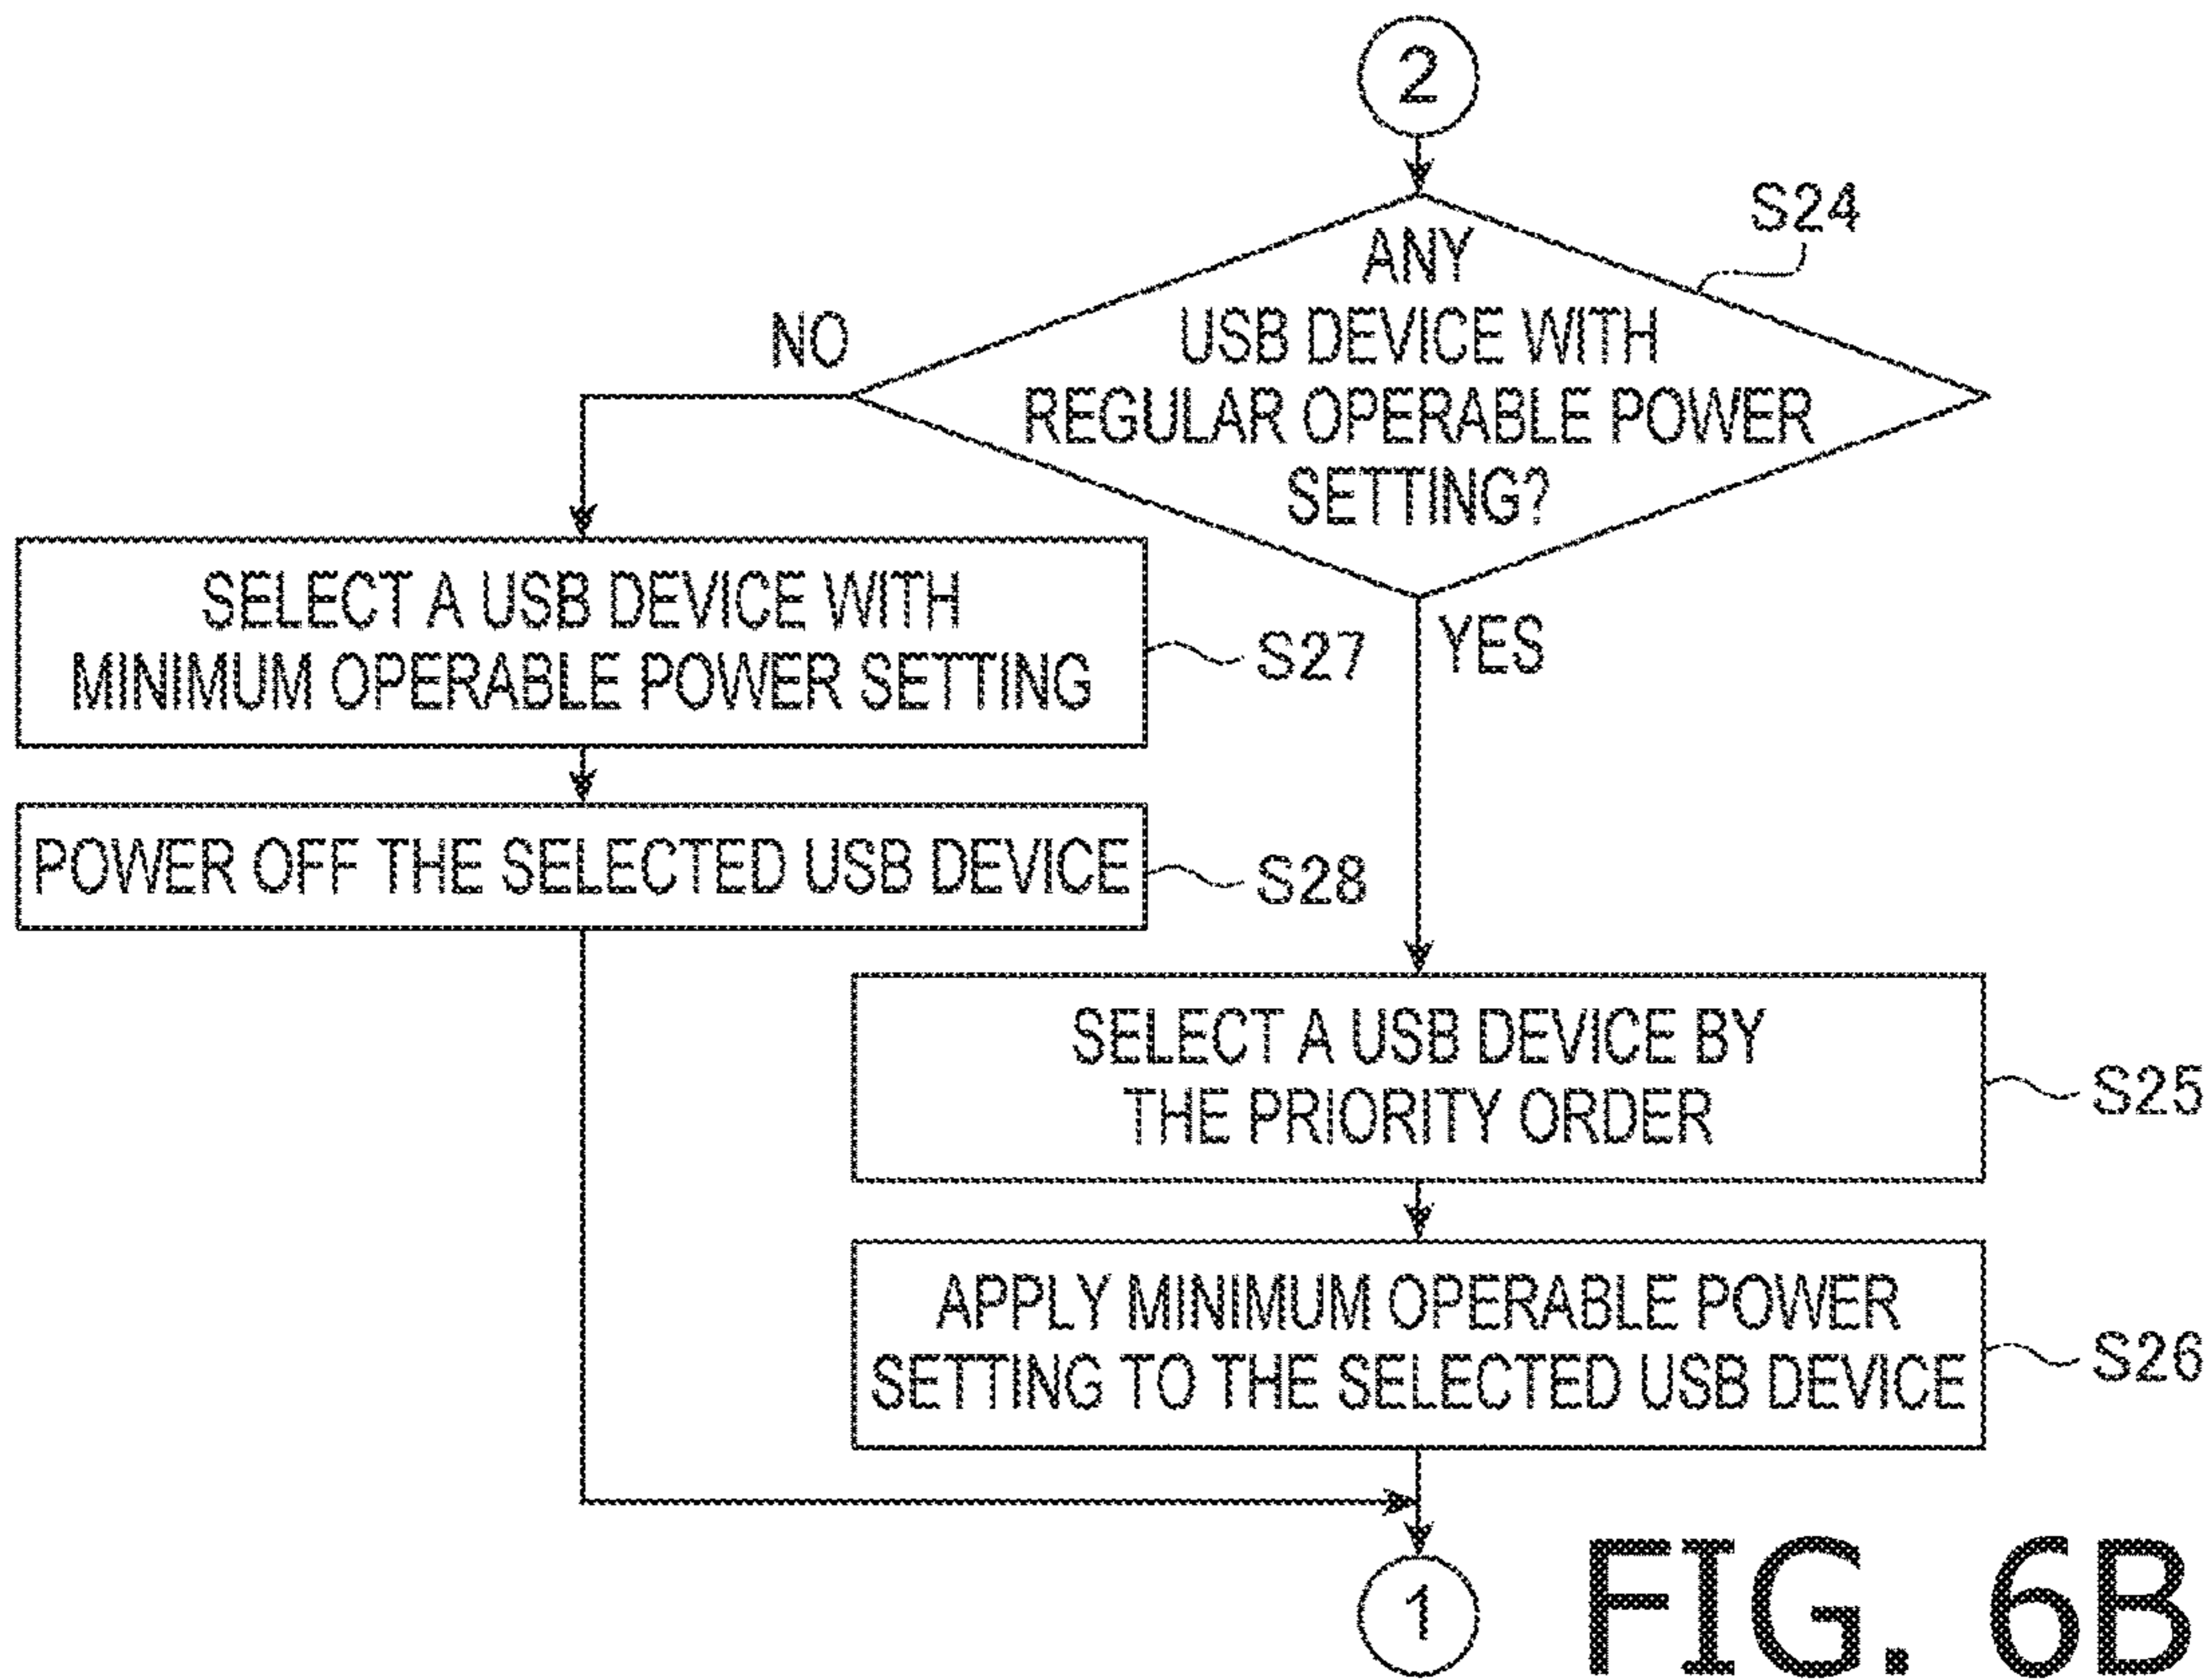 2
S24
ANY
USB DEVICE WITH
REGULAR OPERABLE POWER
SETTING?
NO
YES
SELECT A USB DEVICE WITH
MINIMUM OPERABLE POWER SETTING
S27
POWER OFF THE SELECTED USB DEVICE
S28
SELECT A USB DEVICE BY
THE PRIORITY ORDER
S25
APPLY MINIMUM OPERABLE POWER
SETTING TO THE SELECTED USB DEVICE
S26
1
FIG. 6B